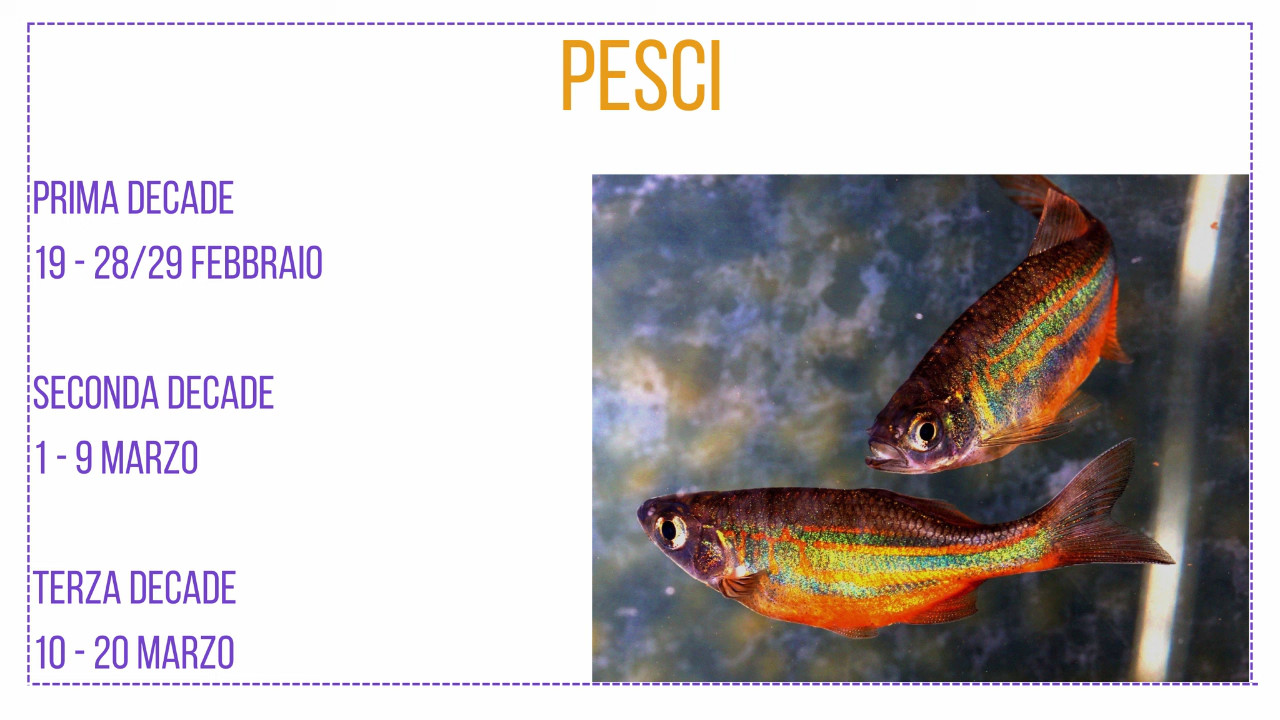 PESCI
PRIMA DECADE
19 - 28/29 FEBBRAIO
SECONDA DECADE
1 - 9 MARZO
TERZA DECADE
10 - 20 MARZO